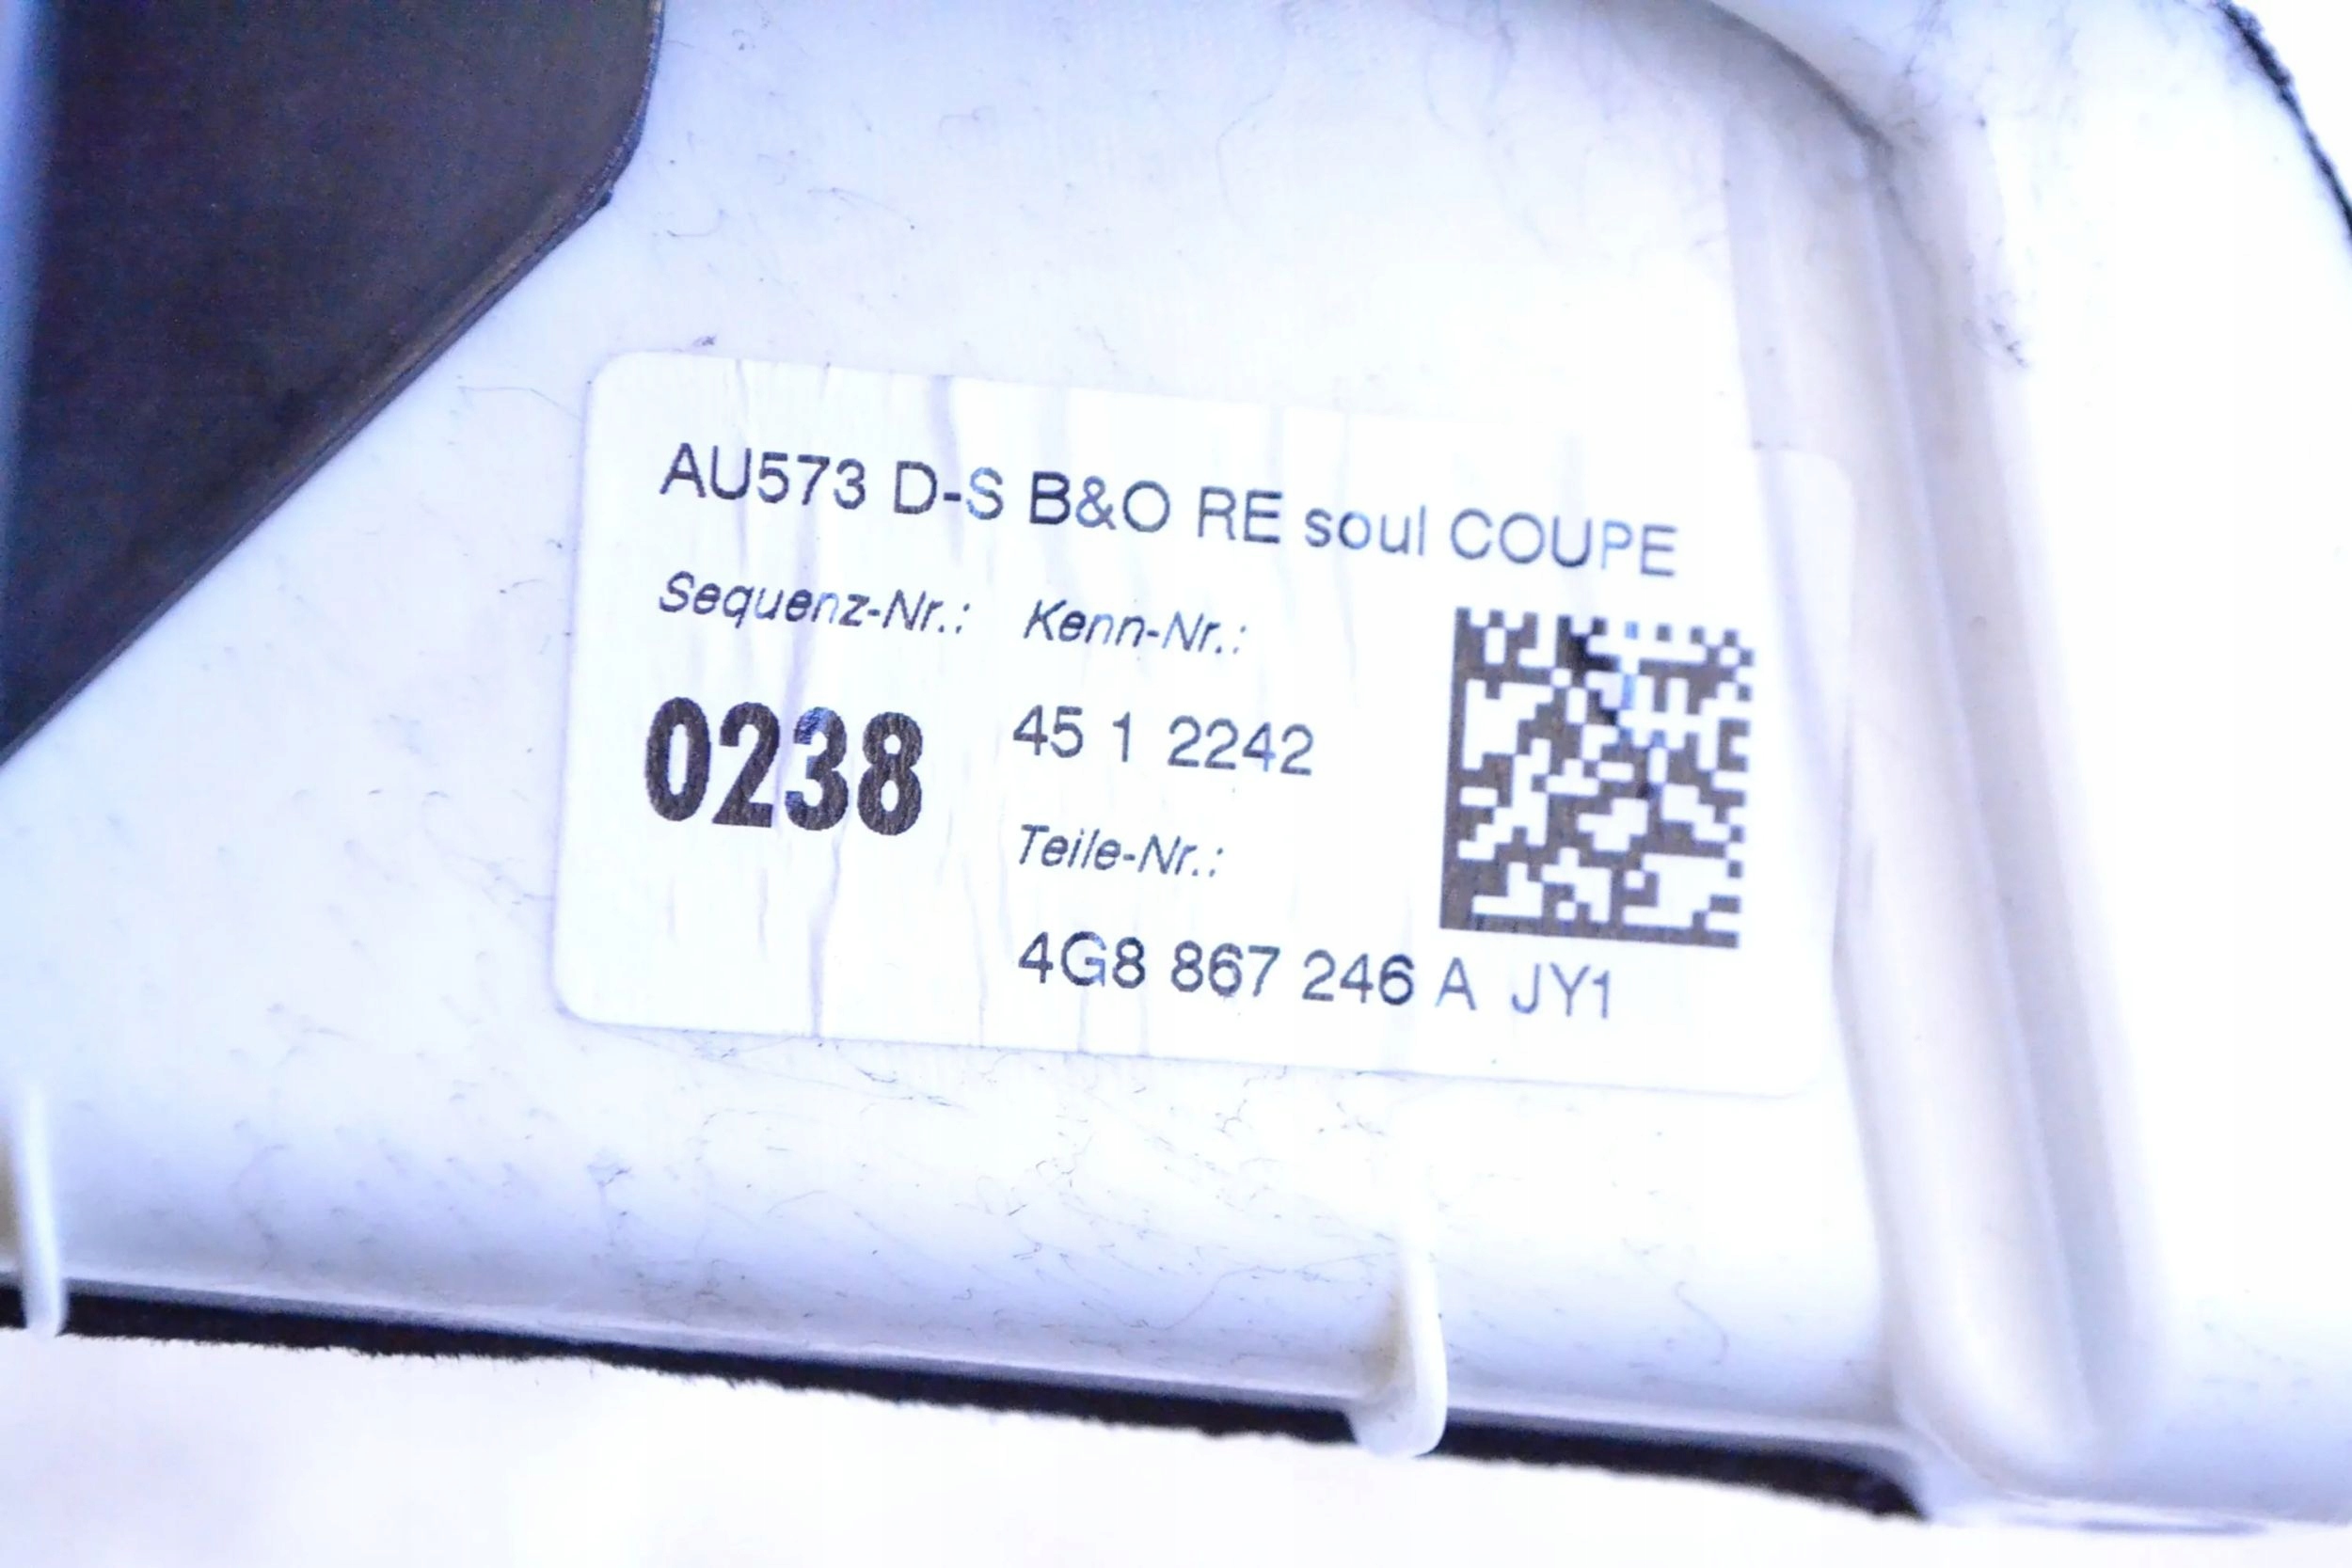 AU573 D-S B&O RE soul COUPE
Sequenz-Nr.: Kenn-Nr.:
0238 45 1 2242
Teile-Nr.:
4G8 867 246 A JY1